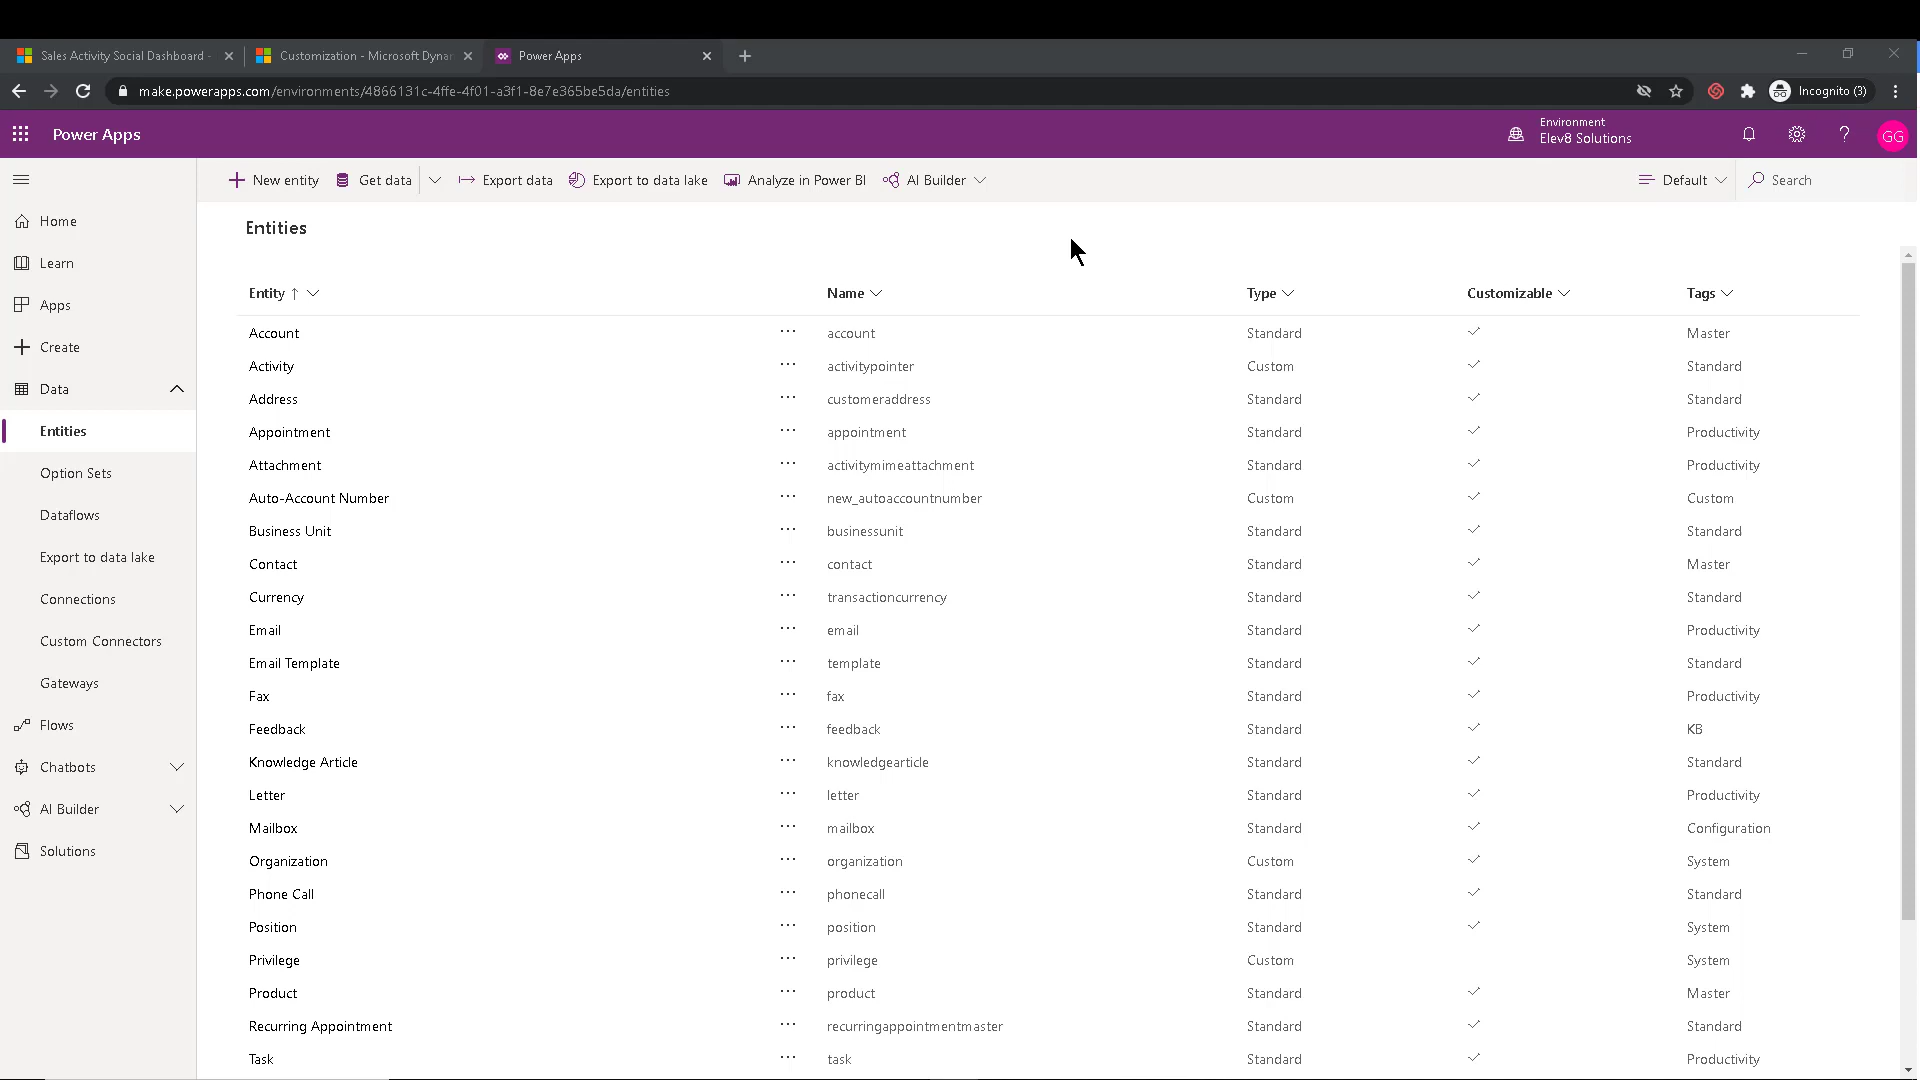 Sales Activity Social Dashboard -
Customization - Microsoft Dynar
Power Apps
make.powerapps.com/environments/4866131c-4ffe-4f01-a3f1-8e7e365be5da/entities
Incognito (3)
Power Apps
Environment
Elev8 Solutions
GG
New entity
Get data
Export data
Export to data lake
Analyze in Power BI
AI Builder
Default
Search
Home
Learn
Apps
Create
Data
Entities
Option Sets
Dataflows
Export to data lake
Connections
Custom Connectors
Gateways
Flows
Chatbots
AI Builder
Solutions
Entities
Entity ↑ Name Type Customizable Tags
Account ··· account Standard ✓ Master
Activity ··· activitypointer Custom ✓ Standard
Address ··· customeraddress Standard ✓ Standard
Appointment ··· appointment Standard ✓ Productivity
Attachment ··· activitymimeattachment Standard ✓ Productivity
Auto-Account Number ··· new_autoaccountnumber Custom ✓ Custom
Business Unit ··· businessunit Standard ✓ Standard
Contact ··· contact Standard ✓ Master
Currency ··· transactioncurrency Standard ✓ Standard
Email ··· email Standard ✓ Productivity
Email Template ··· template Standard ✓ Standard
Fax ··· fax Standard ✓ Productivity
Feedback ··· feedback Standard ✓ KB
Knowledge Article ··· knowledgearticle Standard ✓ Standard
Letter ··· letter Standard ✓ Productivity
Mailbox ··· mailbox Standard ✓ Configuration
Organization ··· organization Custom ✓ System
Phone Call ··· phonecall Standard ✓ Standard
Position ··· position Standard ✓ System
Privilege ··· privilege Custom System
Product ··· product Standard ✓ Master
Recurring Appointment ··· recurringappointmentmaster Standard ✓ Standard
Task ··· task Standard ✓ Productivity